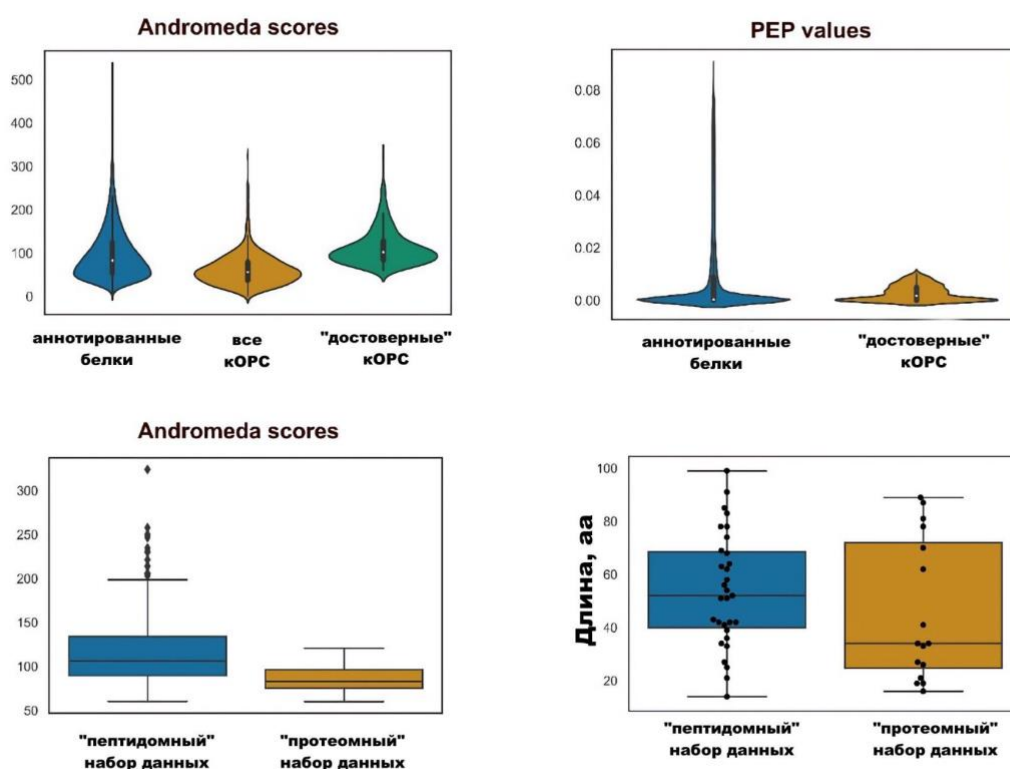 Andromeda scores
500
400
300
200
100
0
аннотированные
белки
все
кОРС
"достоверные"
кОРС
PEP values
0.08
0.06
0.04
0.02
0.00
аннотированные
белки
"достоверные"
кОРС
Andromeda scores
300
250
200
150
100
50
"пептидомный"
набор данных
"протеомный"
набор данных
Длина, аа
100
80
60
40
20
"пептидомный"
набор данных
"протеомный"
набор данных